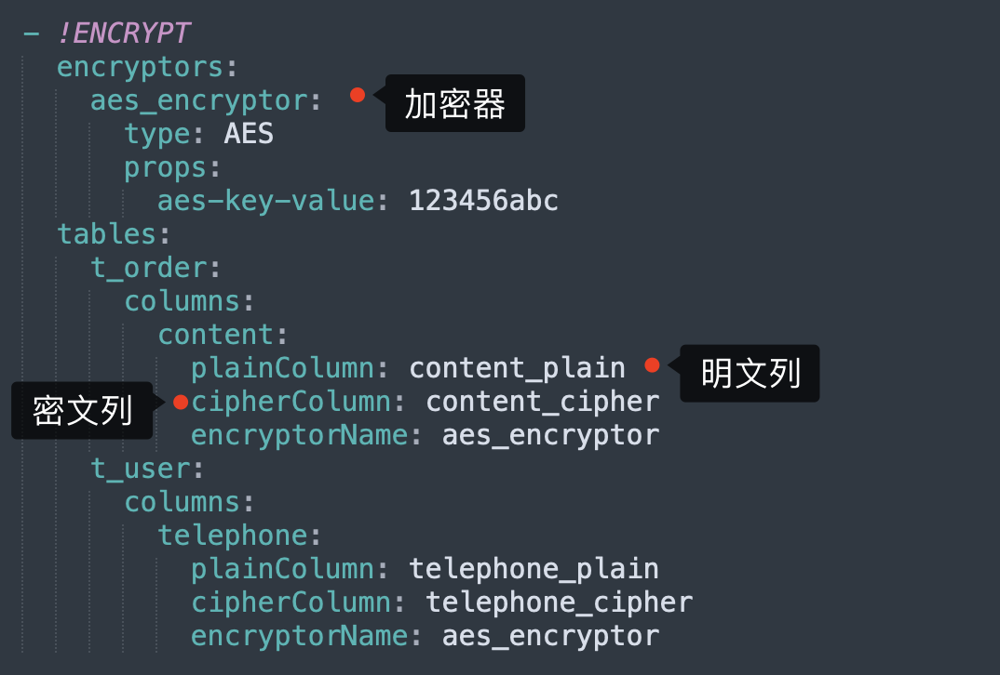 - !ENCRYPT
encryptors:
aes_encryptor: 加密器
type: AES
props:
aes-key-value: 123456abc
tables:
t_order:
columns:
content:
plainColumn: content_plain 明文列
密文列 cipherColumn: content_cipher
encryptorName: aes_encryptor
t_user:
columns:
telephone:
plainColumn: telephone_plain
cipherColumn: telephone_cipher
encryptorName: aes_encryptor